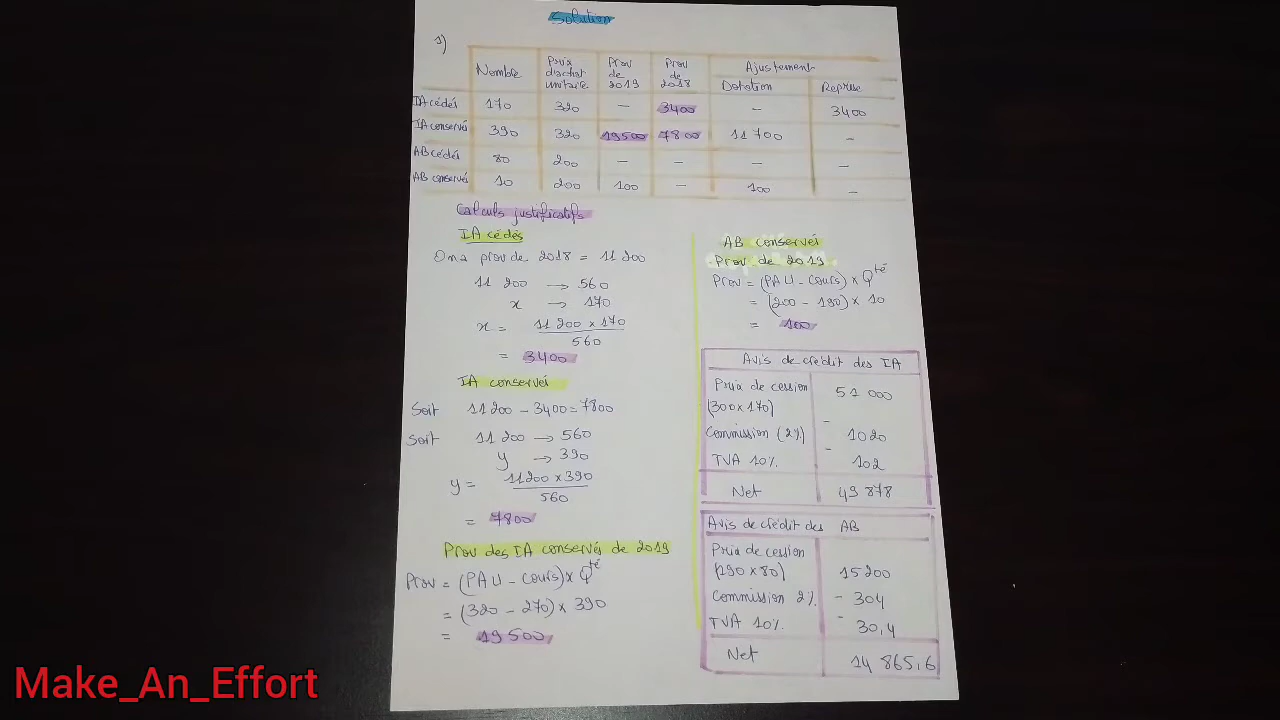 Solution
1)
Nombre | Prix d'achat unitaire | Prov de 2019 | Prov de 2018 | Ajustement
Dotation | Reprise
IA cédés | 170 | 320 | — | 3400 | — | 3400
IA conservés | 390 | 320 | 19500 | 7800 | 11 700 | —
AB cédés | 80 | 200 | — | — | — | —
AB conservés | 10 | 200 | 100 | — | 100 | —
Calculs justificatifs
IA cédés
On a prov de 2018 = 11 200
11 200 → 560
x → 170
x = 11 200 x 170
560
= 3400
IA conservés
Soit 11 200 - 3400 = 7800
Soit 11 200 → 560
y → 390
y = 11200 x 390
560
= 7800
Prov des IA conservés de 2019
Prov = (PAU - cours) x Qté
= (320 - 270) x 390
= 19 500
AB conservés
Prov de 2019
Prov = (PAU - cours) x Qté
= (200 - 190) x 10
= 100
Avis de crédit des IA
Prix de cession 51 000
(300 x 170)
Commission (2%) - 1020
TVA 10% - 102
Net 49 878
Avis de crédit des AB
Prix de cession
(190 x 80) 15 200
Commission 2% - 304
TVA 10% - 30,4
Net 14 865,6
Make_An_Effort